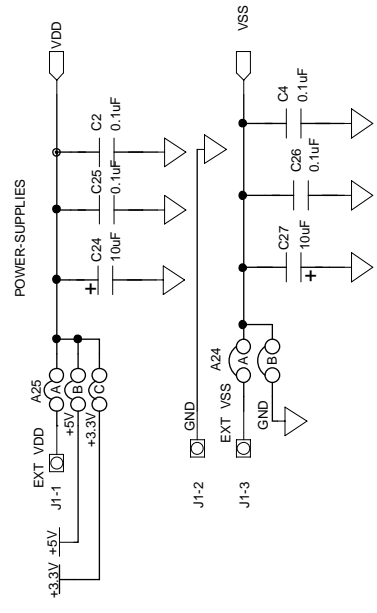 POWER-SUPPLIES
VDD
C2
0.1uF
C25
0.1uF
C24
10uF
+
A25
A
B
C
EXT VDD
+5V
+3.3V
J1-1
+5V
+3.3V
GND
J1-2
VSS
C4
0.1uF
C26
0.1uF
C27
10uF
+
A24
A
B
EXT VSS
GND
J1-3